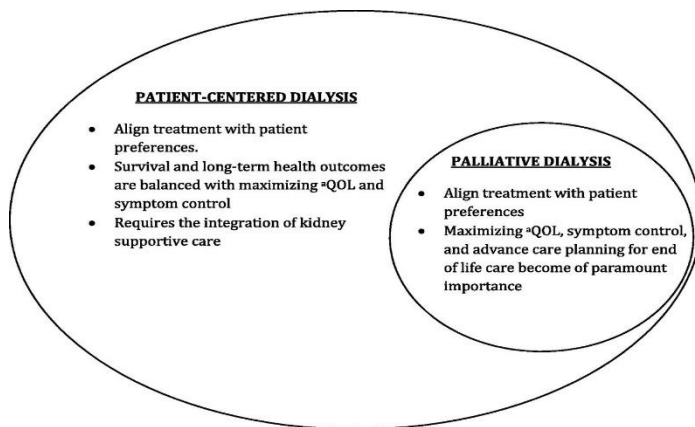 PATIENT-CENTERED DIALYSIS
• Align treatment with patient
preferences.
• Survival and long-term health outcomes
are balanced with maximizing ᵃQOL and
symptom control
• Requires the integration of kidney
supportive care
PALLIATIVE DIALYSIS
• Align treatment with patient
preferences
• Maximizing ᵃQOL, symptom control,
and advance care planning for end
of life care become of paramount
importance